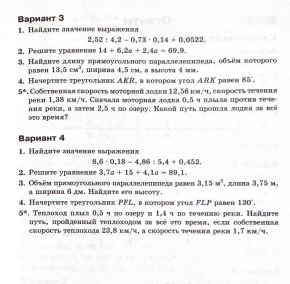 Вариант 3
1. Найдите значение выражения
2,52 : 4,2 – 0,73 · 0,14 + 0,0522.
2. Решите уравнение 14 + 6,2a + 2,4a = 69,9.
3. Найдите длину прямоугольного параллелепипеда, объём которого
равен 13,5 см³, ширина 4,5 см, а высота 4 мм.
4. Начертите треугольник AKR, в котором угол ARK равен 85°.
5*. Собственная скорость моторной лодки 12,56 км/ч, скорость течения
реки 1,38 км/ч. Сначала моторная лодка 0,5 ч плыла против тече-
ния реки, а затем 2,5 ч по озеру. Какой путь прошла лодка за всё
это время?
Вариант 4
1. Найдите значение выражения
8,6 · 0,18 – 4,86 : 5,4 + 0,452.
2. Решите уравнение 3,7a + 15 + 4,1a = 89,1.
3. Объём прямоугольного параллелепипеда равен 3,15 м³, длина 3,75 м,
а ширина 6 дм. Найдите его высоту.
4. Начертите треугольник PFL, в котором угол FLP равен 130°.
5*. Теплоход плыл 0,5 ч по озеру и 1,4 ч по течению реки. Найдите
путь, пройденный теплоходом за всё это время, если собственная
скорость теплохода 23,8 км/ч, а скорость течения реки 1,7 км/ч.